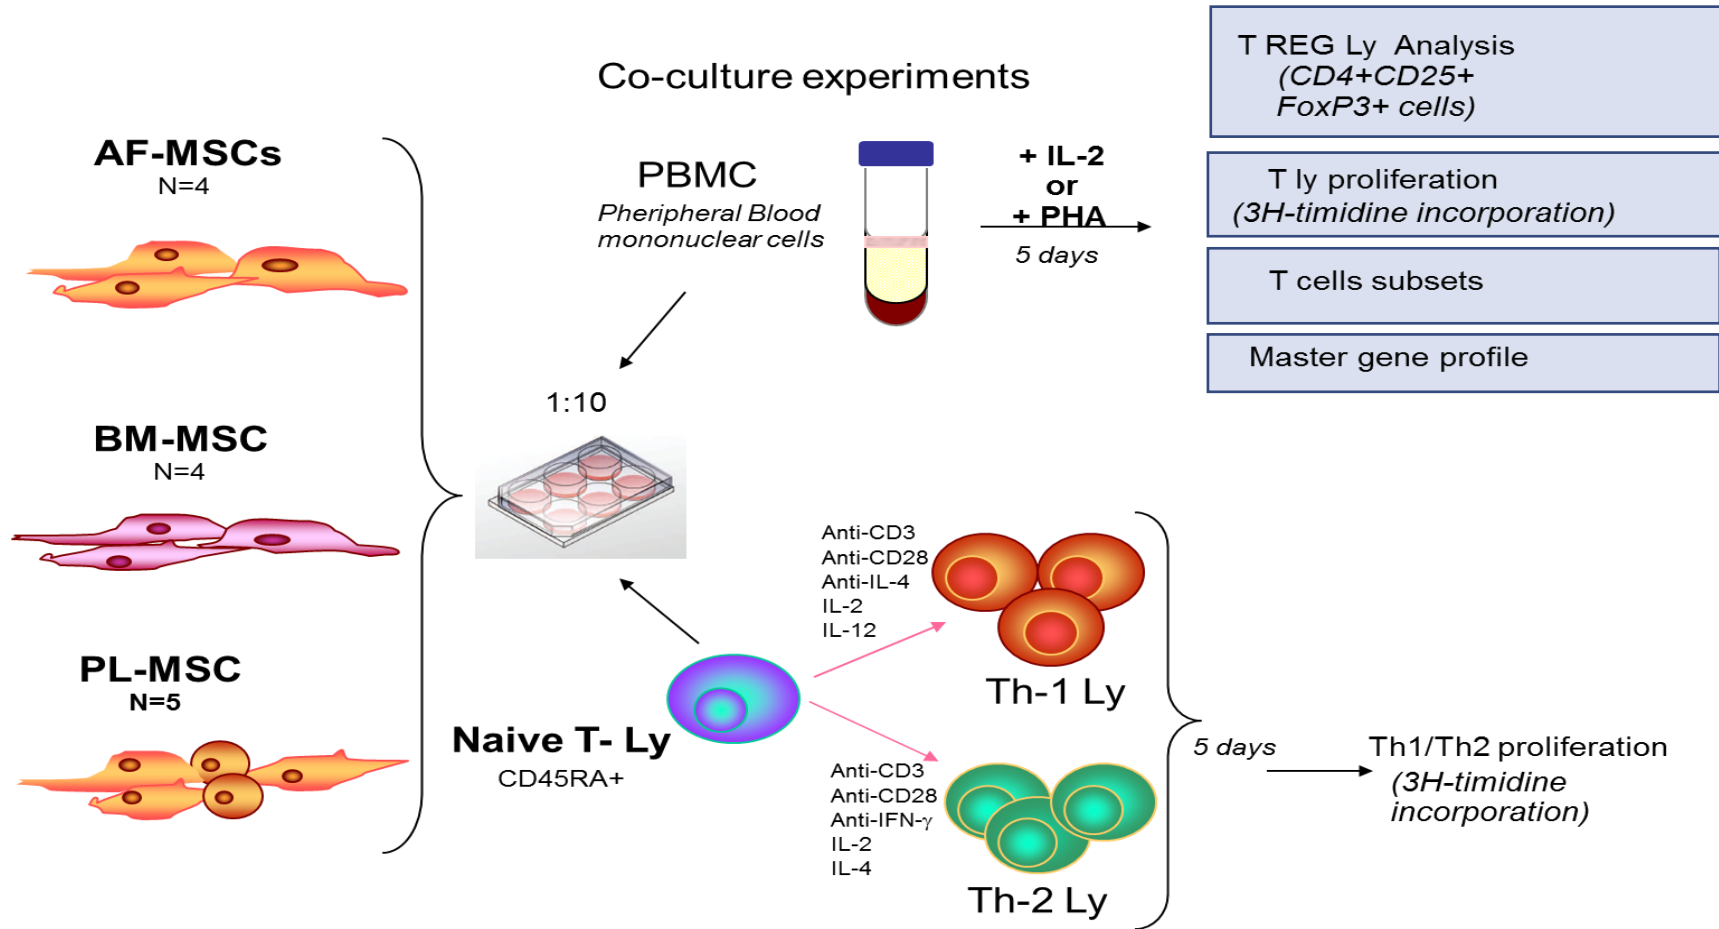 Co-culture experiments
AF-MSCs
N=4
BM-MSC
N=4
PL-MSC
N=5
PBMC
Pheripheral Blood
mononuclear cells
+ IL-2
or
+ PHA
5 days
T REG Ly Analysis
(CD4+CD25+
FoxP3+ cells)
T ly proliferation
(3H-timidine incorporation)
T cells subsets
Master gene profile
1:10
Naive T- Ly
CD45RA+
Anti-CD3
Anti-CD28
Anti-IL-4
IL-2
IL-12
Th-1 Ly
Anti-CD3
Anti-CD28
Anti-IFN-γ
IL-2
IL-4
Th-2 Ly
5 days
Th1/Th2 proliferation
(3H-timidine
incorporation)